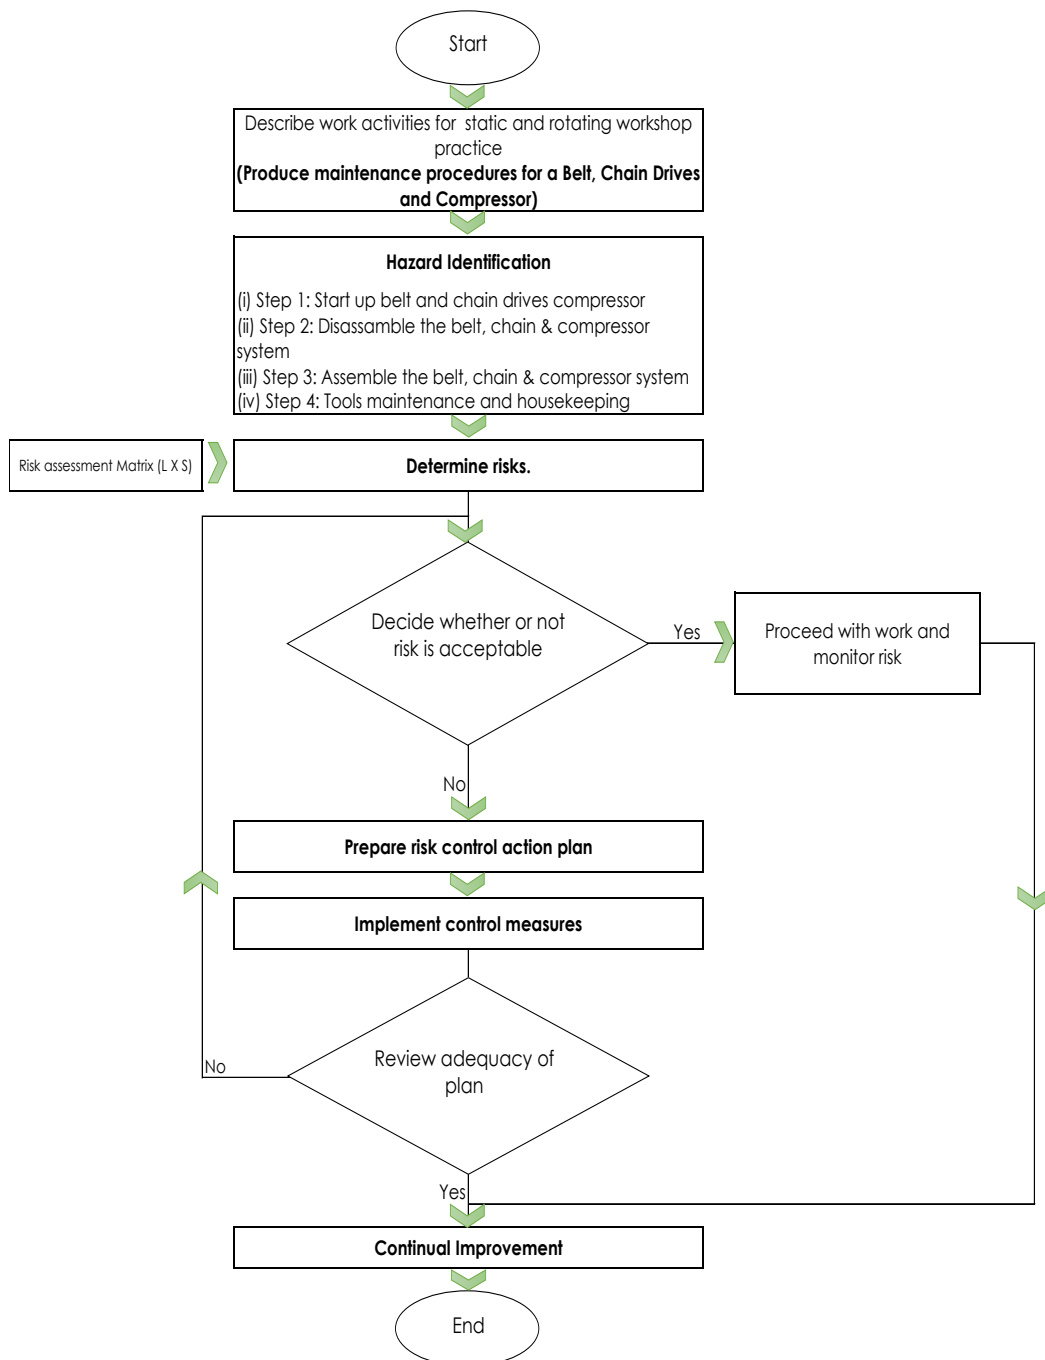 Start
Describe work activities for static and rotating workshop
practice
(Produce maintenance procedures for a Belt, Chain Drives
and Compressor)
Hazard Identification
(i) Step 1: Start up belt and chain drives compressor
(ii) Step 2: Disassamble the belt, chain & compressor
system
(iii) Step 3: Assemble the belt, chain & compressor system
(iv) Step 4: Tools maintenance and housekeeping
Risk assessment Matrix (L X S)
Determine risks.
Decide whether or not
risk is acceptable
Yes
Proceed with work and
monitor risk
No
Prepare risk control action plan
Implement control measures
Review adequacy of
plan
No
Yes
Continual Improvement
End